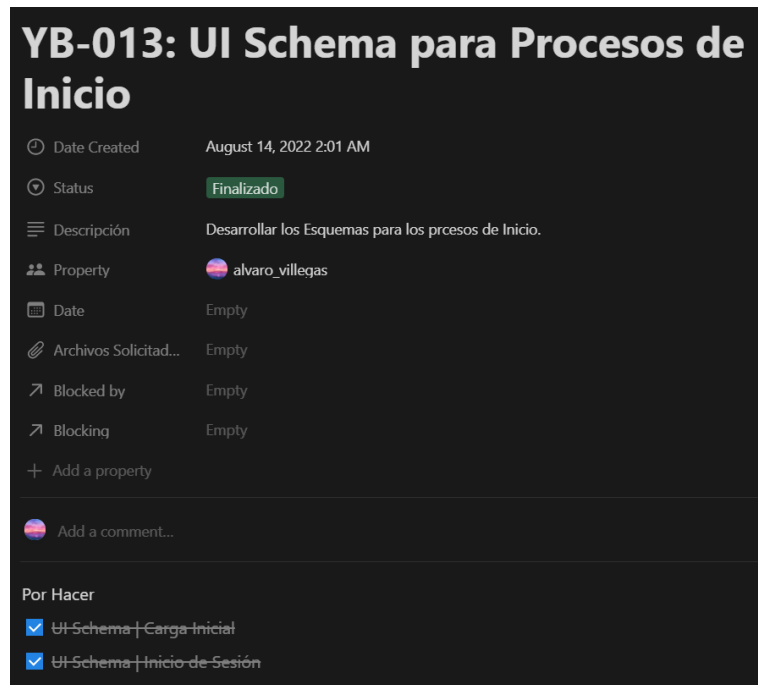 YB-013: UI Schema para Procesos de
Inicio
Date Created August 14, 2022 2:01 AM
Status Finalizado
Descripción Desarrollar los Esquemas para los prcesos de Inicio.
Property alvaro_villegas
Date Empty
Archivos Solicitad... Empty
Blocked by Empty
Blocking Empty
Add a property
Add a comment...
Por Hacer
UI Schema | Carga Inicial
UI Schema | Inicio de Sesión